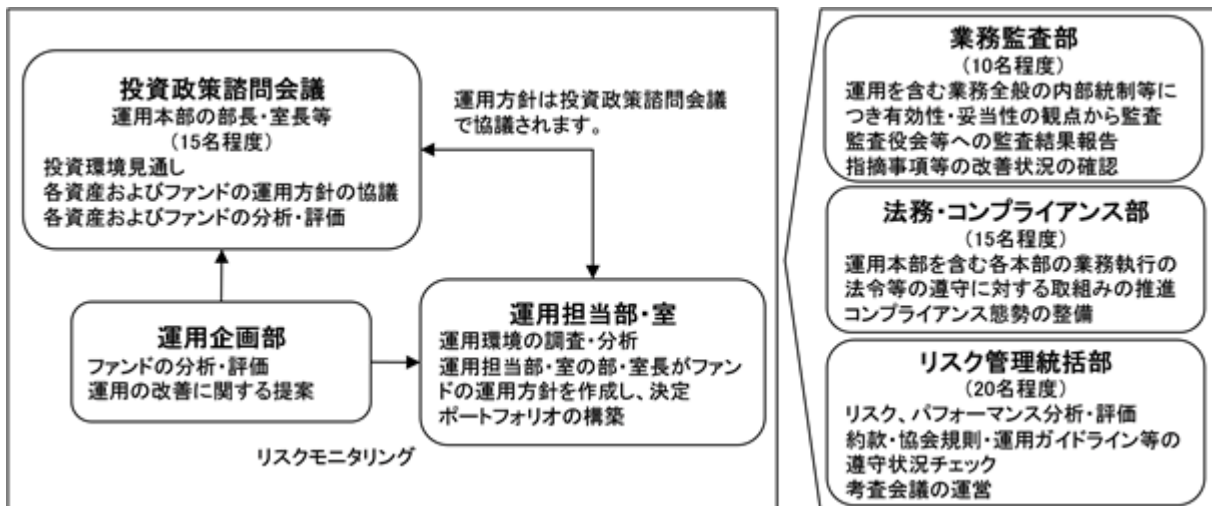 投資政策諮問会議
運用本部の部長・室長等
(15名程度)
投資環境見通し
各資産およびファンドの運用方針の協議
各資産およびファンドの分析・評価
運用方針は投資政策諮問会議
で協議されます。
運用企画部
ファンドの分析・評価
運用の改善に関する提案
運用担当部・室
運用環境の調査・分析
運用担当部・室の部・室長がファン
ドの運用方針を作成し、決定
ポートフォリオの構築
リスクモニタリング
業務監査部
(10名程度)
運用を含む業務全般の内部統制等に
つき有効性・妥当性の観点から監査
監査役会等への監査結果報告
指摘事項等の改善状況の確認
法務・コンプライアンス部
(15名程度)
運用本部を含む各本部の業務執行の
法令等の遵守に対する取組みの推進
コンプライアンス態勢の整備
リスク管理統括部
(20名程度)
リスク、パフォーマンス分析・評価
約款・協会規則・運用ガイドライン等の
遵守状況チェック
考査会議の運営